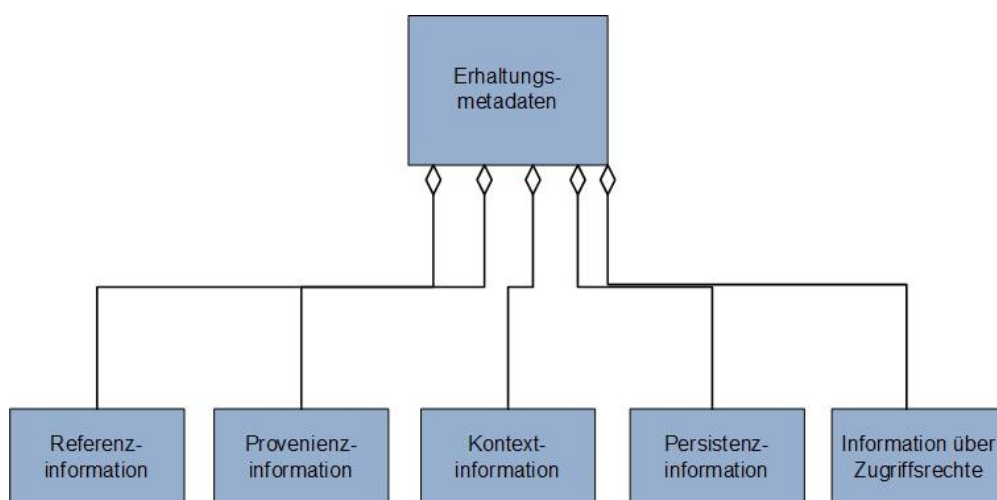 Erhaltungs-
metadaten
Referenz-
information
Provenienz-
information
Kontext-
information
Persistenz-
information
Information über
Zugriffsrechte